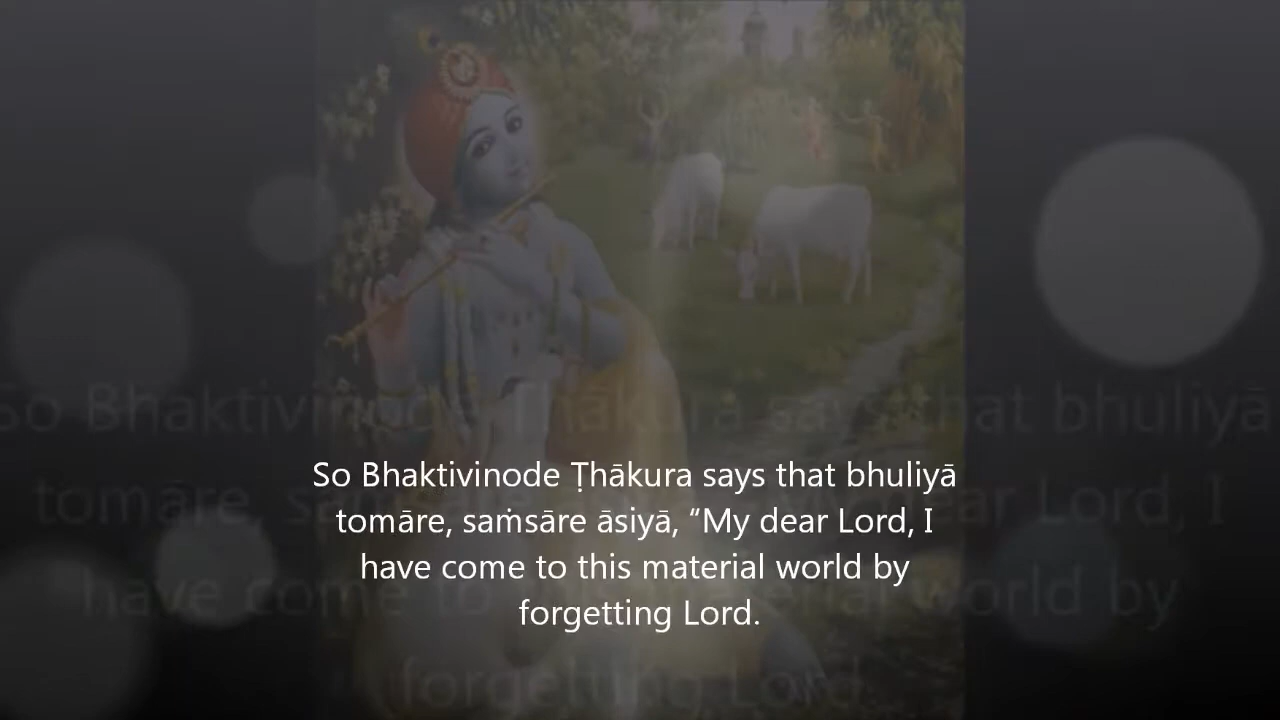 So Bhaktivinode Ṭhākura says that bhuliyā
tomāre, saṁsāre āsiyā, “My dear Lord, I
have come to this material world by
forgetting Lord.